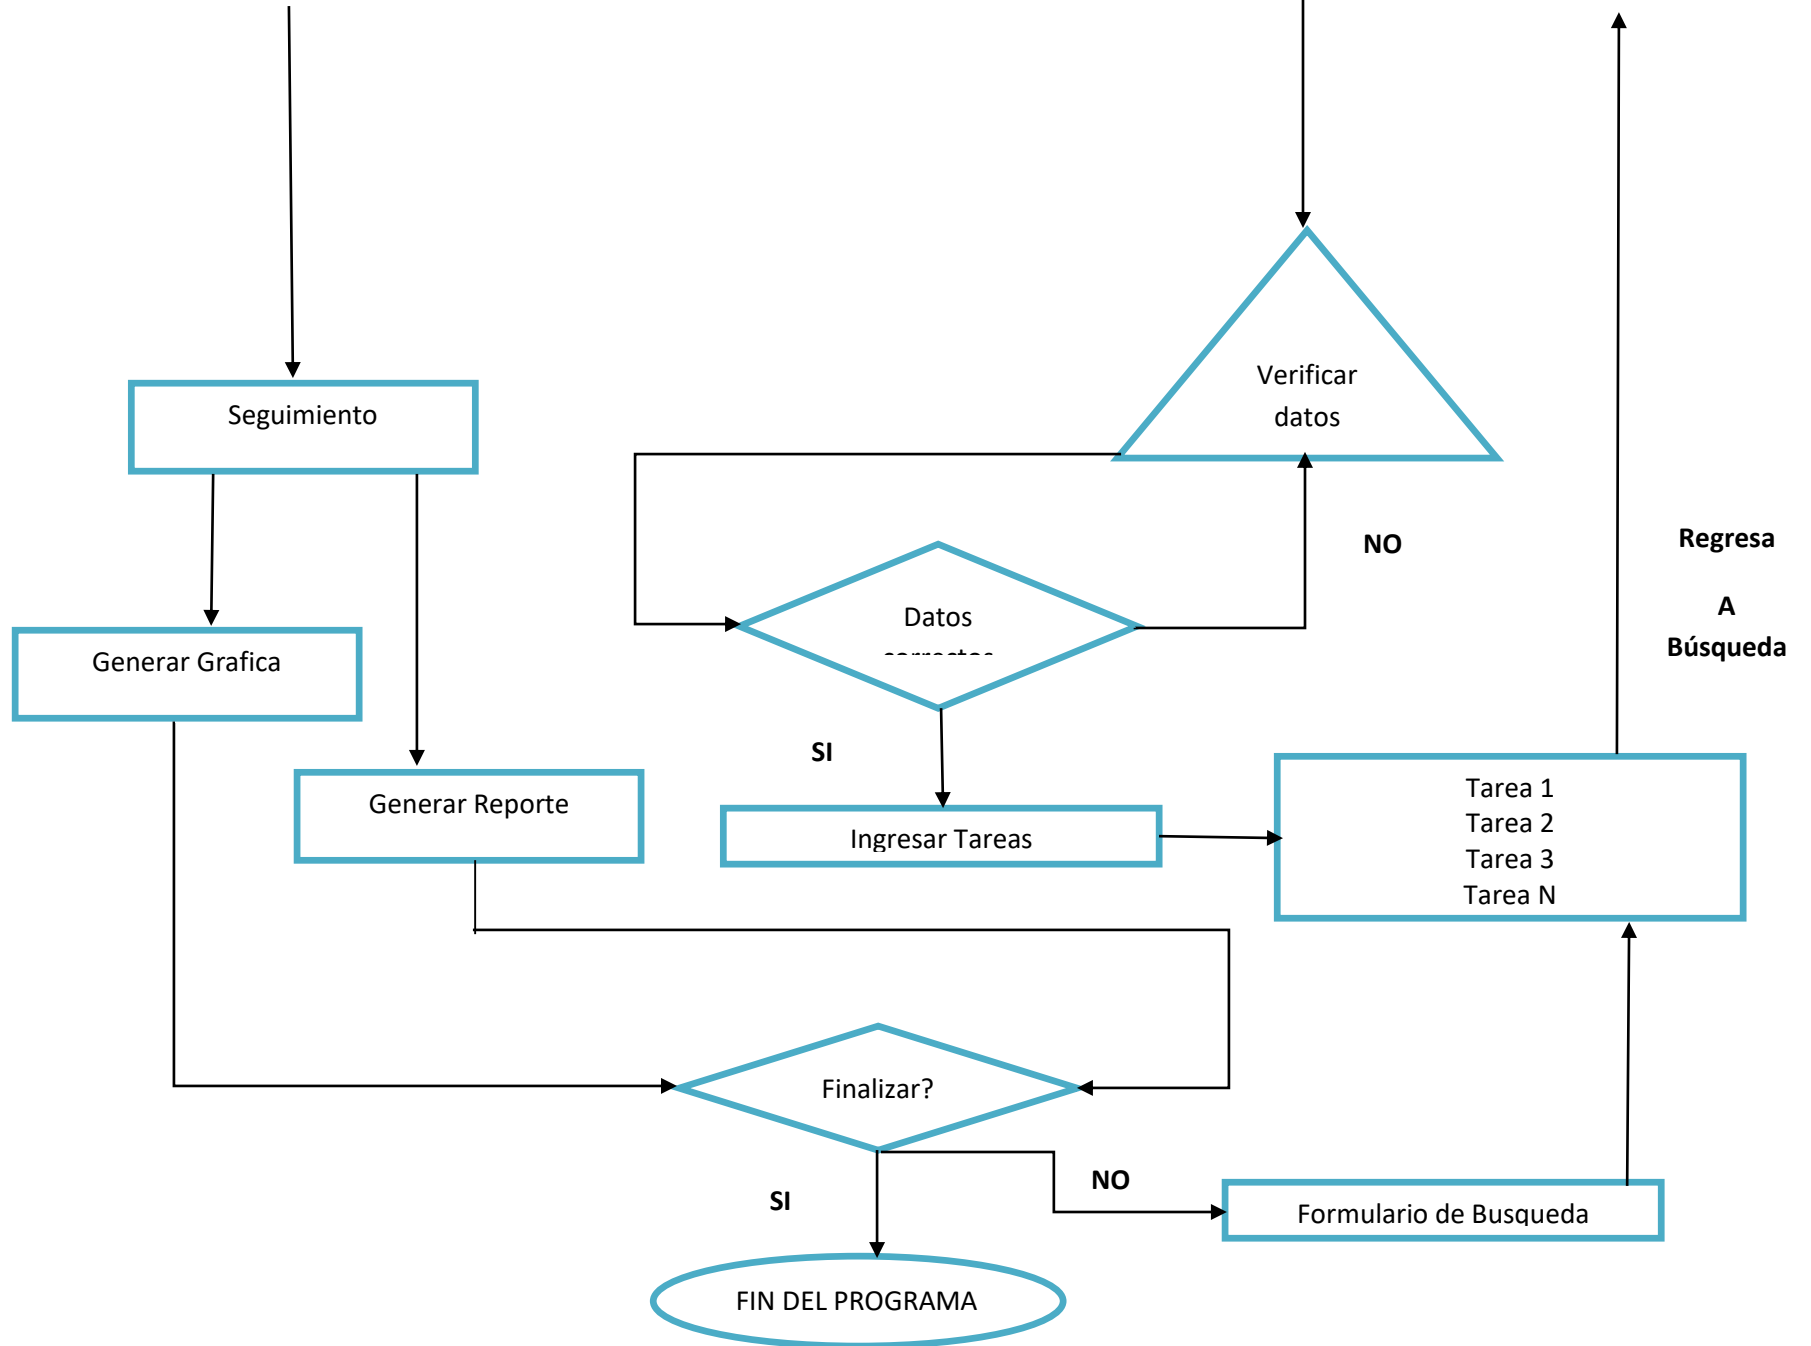 Verificar
datos
Seguimiento
NO
Regresa
A
Búsqueda
Datos
correctos
Generar Grafica
SI
Generar Reporte
Ingresar Tareas
Tarea 1
Tarea 2
Tarea 3
Tarea N
Finalizar?
NO
SI
Formulario de Busqueda
FIN DEL PROGRAMA